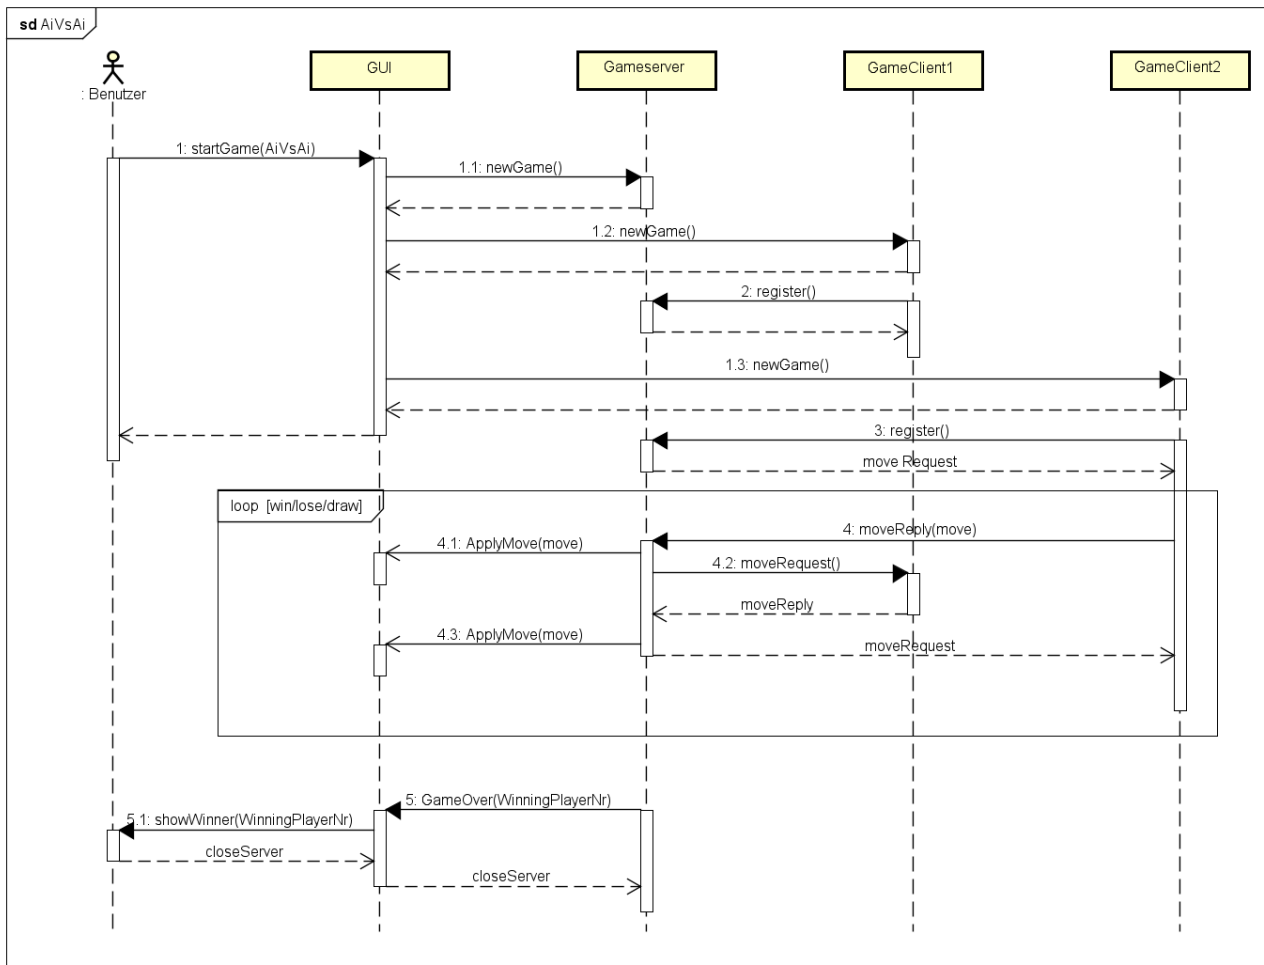 sd AiVsAi
: Benutzer
GUI
Gameserver
GameClient1
GameClient2
1: startGame(AiVsAi)
1.1: newGame()
1.2: newGame()
2: register()
1.3: newGame()
3: register()
move Request
loop [win/lose/draw]
4: moveReply(move)
4.1: ApplyMove(move)
4.2: moveRequest()
moveReply
4.3: ApplyMove(move)
moveRequest
5: GameOver(WinningPlayerNr)
5.1: showWinner(WinningPlayerNr)
closeServer
closeServer